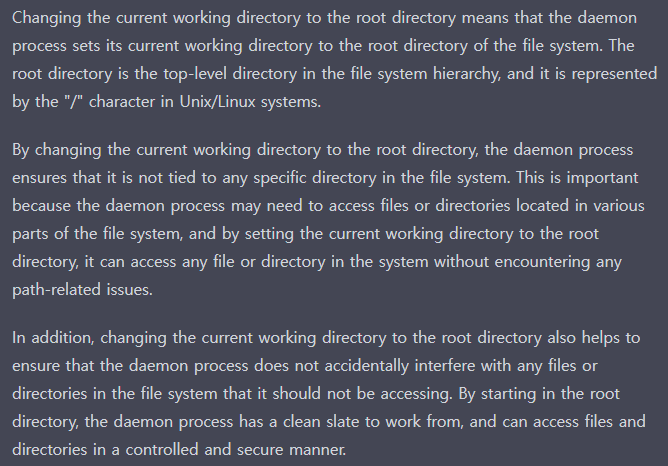 Changing the current working directory to the root directory means that the daemon
process sets its current working directory to the root directory of the file system. The
root directory is the top-level directory in the file system hierarchy, and it is represented
by the "/" character in Unix/Linux systems.
By changing the current working directory to the root directory, the daemon process
ensures that it is not tied to any specific directory in the file system. This is important
because the daemon process may need to access files or directories located in various
parts of the file system, and by setting the current working directory to the root
directory, it can access any file or directory in the system without encountering any
path-related issues.
In addition, changing the current working directory to the root directory also helps to
ensure that the daemon process does not accidentally interfere with any files or
directories in the file system that it should not be accessing. By starting in the root
directory, the daemon process has a clean slate to work from, and can access files and
directories in a controlled and secure manner.